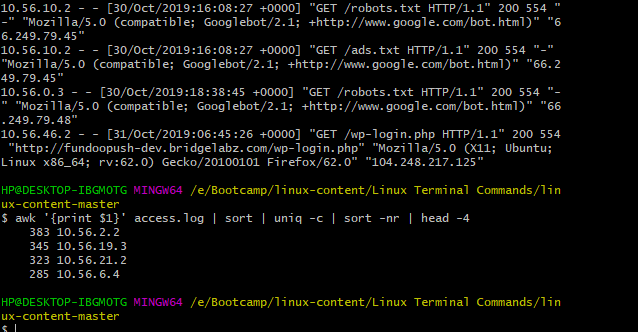 10.56.10.2 - - [30/Oct/2019:16:08:27 +0000] "GET /robots.txt HTTP/1.1" 200 554 "
-" "Mozilla/5.0 (compatible; Googlebot/2.1; +http://www.google.com/bot.html)" "6
6.249.79.45"
10.56.10.2 - - [30/Oct/2019:16:08:27 +0000] "GET /ads.txt HTTP/1.1" 200 554 "-"
"Mozilla/5.0 (compatible; Googlebot/2.1; +http://www.google.com/bot.html)" "66.2
49.79.45"
10.56.0.3 - - [30/Oct/2019:18:38:45 +0000] "GET /robots.txt HTTP/1.1" 200 554 "-
" "Mozilla/5.0 (compatible; Googlebot/2.1; +http://www.google.com/bot.html)" "66
.249.79.48"
10.56.46.2 - - [31/Oct/2019:06:45:26 +0000] "GET /wp-login.php HTTP/1.1" 200 554
"http://fundoopush-dev.bridgelabz.com/wp-login.php" "Mozilla/5.0 (X11; Ubuntu;
Linux x86_64; rv:62.0) Gecko/20100101 Firefox/62.0" "104.248.217.125"
HP@DESKTOP-IBGMOTG MINGW64 /e/Bootcamp/linux-content/Linux Terminal Commands/lin
ux-content-master
$ awk '{print $1}' access.log | sort | uniq -c | sort -nr | head -4
383 10.56.2.2
345 10.56.19.3
323 10.56.21.2
285 10.56.6.4
HP@DESKTOP-IBGMOTG MINGW64 /e/Bootcamp/linux-content/Linux Terminal Commands/lin
ux-content-master
$